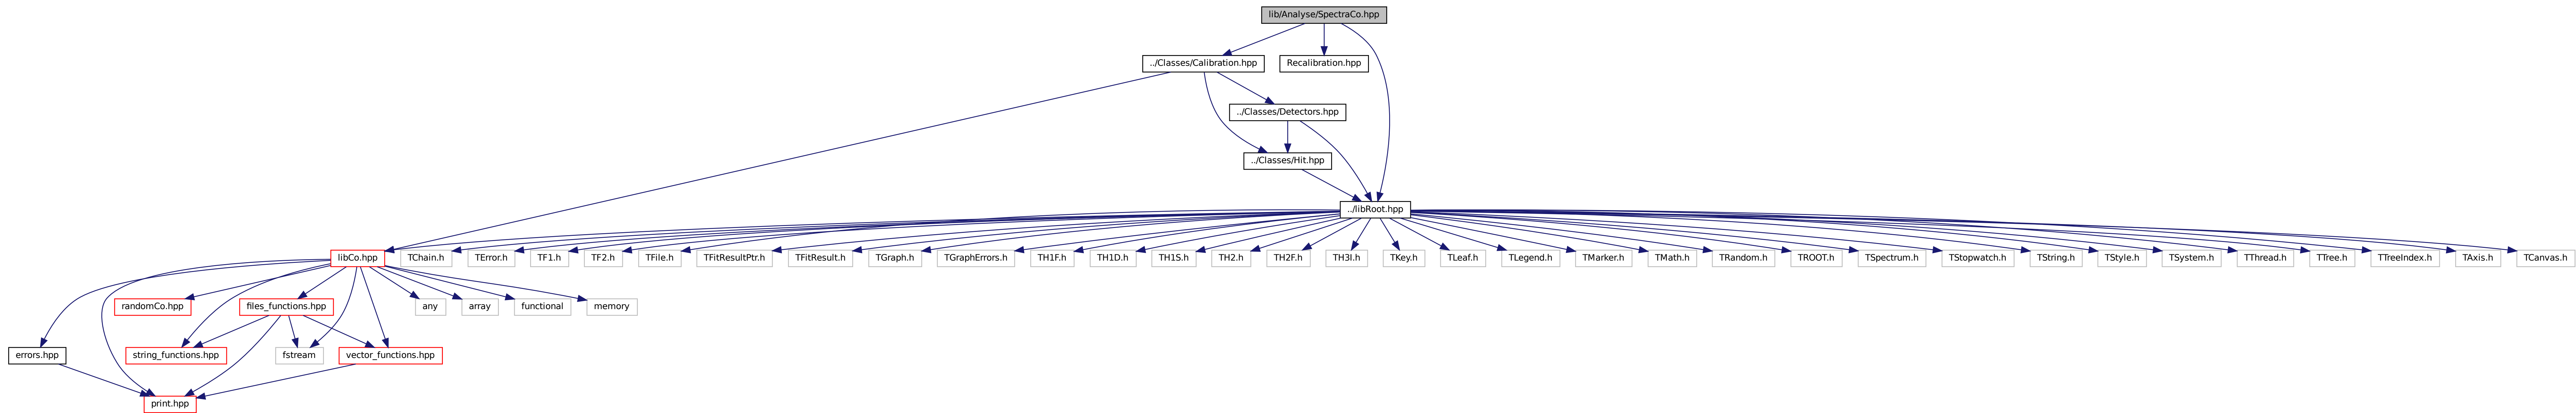 lib/Analyse/SpectraCo.hpp
../Classes/Calibration.hpp
Recalibration.hpp
../Classes/Detectors.hpp
../Classes/Hit.hpp
../libRoot.hpp
libCo.hpp
TChain.h
TError.h
TF1.h
TF2.h
TFile.h
TFitResultPtr.h
TFitResult.h
TGraph.h
TGraphErrors.h
TH1F.h
TH1D.h
TH1S.h
TH2.h
TH2F.h
TH3I.h
TKey.h
TLeaf.h
TLegend.h
TMarker.h
TMath.h
TRandom.h
TROOT.h
TSpectrum.h
TStopwatch.h
TString.h
TStyle.h
TSystem.h
TThread.h
TTree.h
TTreeIndex.h
TAxis.h
TCanvas.h
randomCo.hpp
files_functions.hpp
any
array
functional
memory
errors.hpp
string_functions.hpp
fstream
vector_functions.hpp
print.hpp